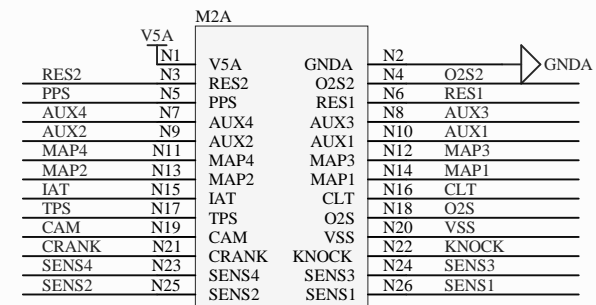 M2A
V5A
N1 V5A GNDA N2 GNDA
RES2 N3 RES2 O2S2 N4 O2S2
PPS N5 PPS RES1 N6 RES1
AUX4 N7 AUX4 AUX3 N8 AUX3
AUX2 N9 AUX2 AUX1 N10 AUX1
MAP4 N11 MAP4 MAP3 N12 MAP3
MAP2 N13 MAP2 MAP1 N14 MAP1
IAT N15 IAT CLT N16 CLT
TPS N17 TPS O2S N18 O2S
CAM N19 CAM VSS N20 VSS
CRANK N21 CRANK KNOCK N22 KNOCK
SENS4 N23 SENS4 SENS3 N24 SENS3
SENS2 N25 SENS2 SENS1 N26 SENS1